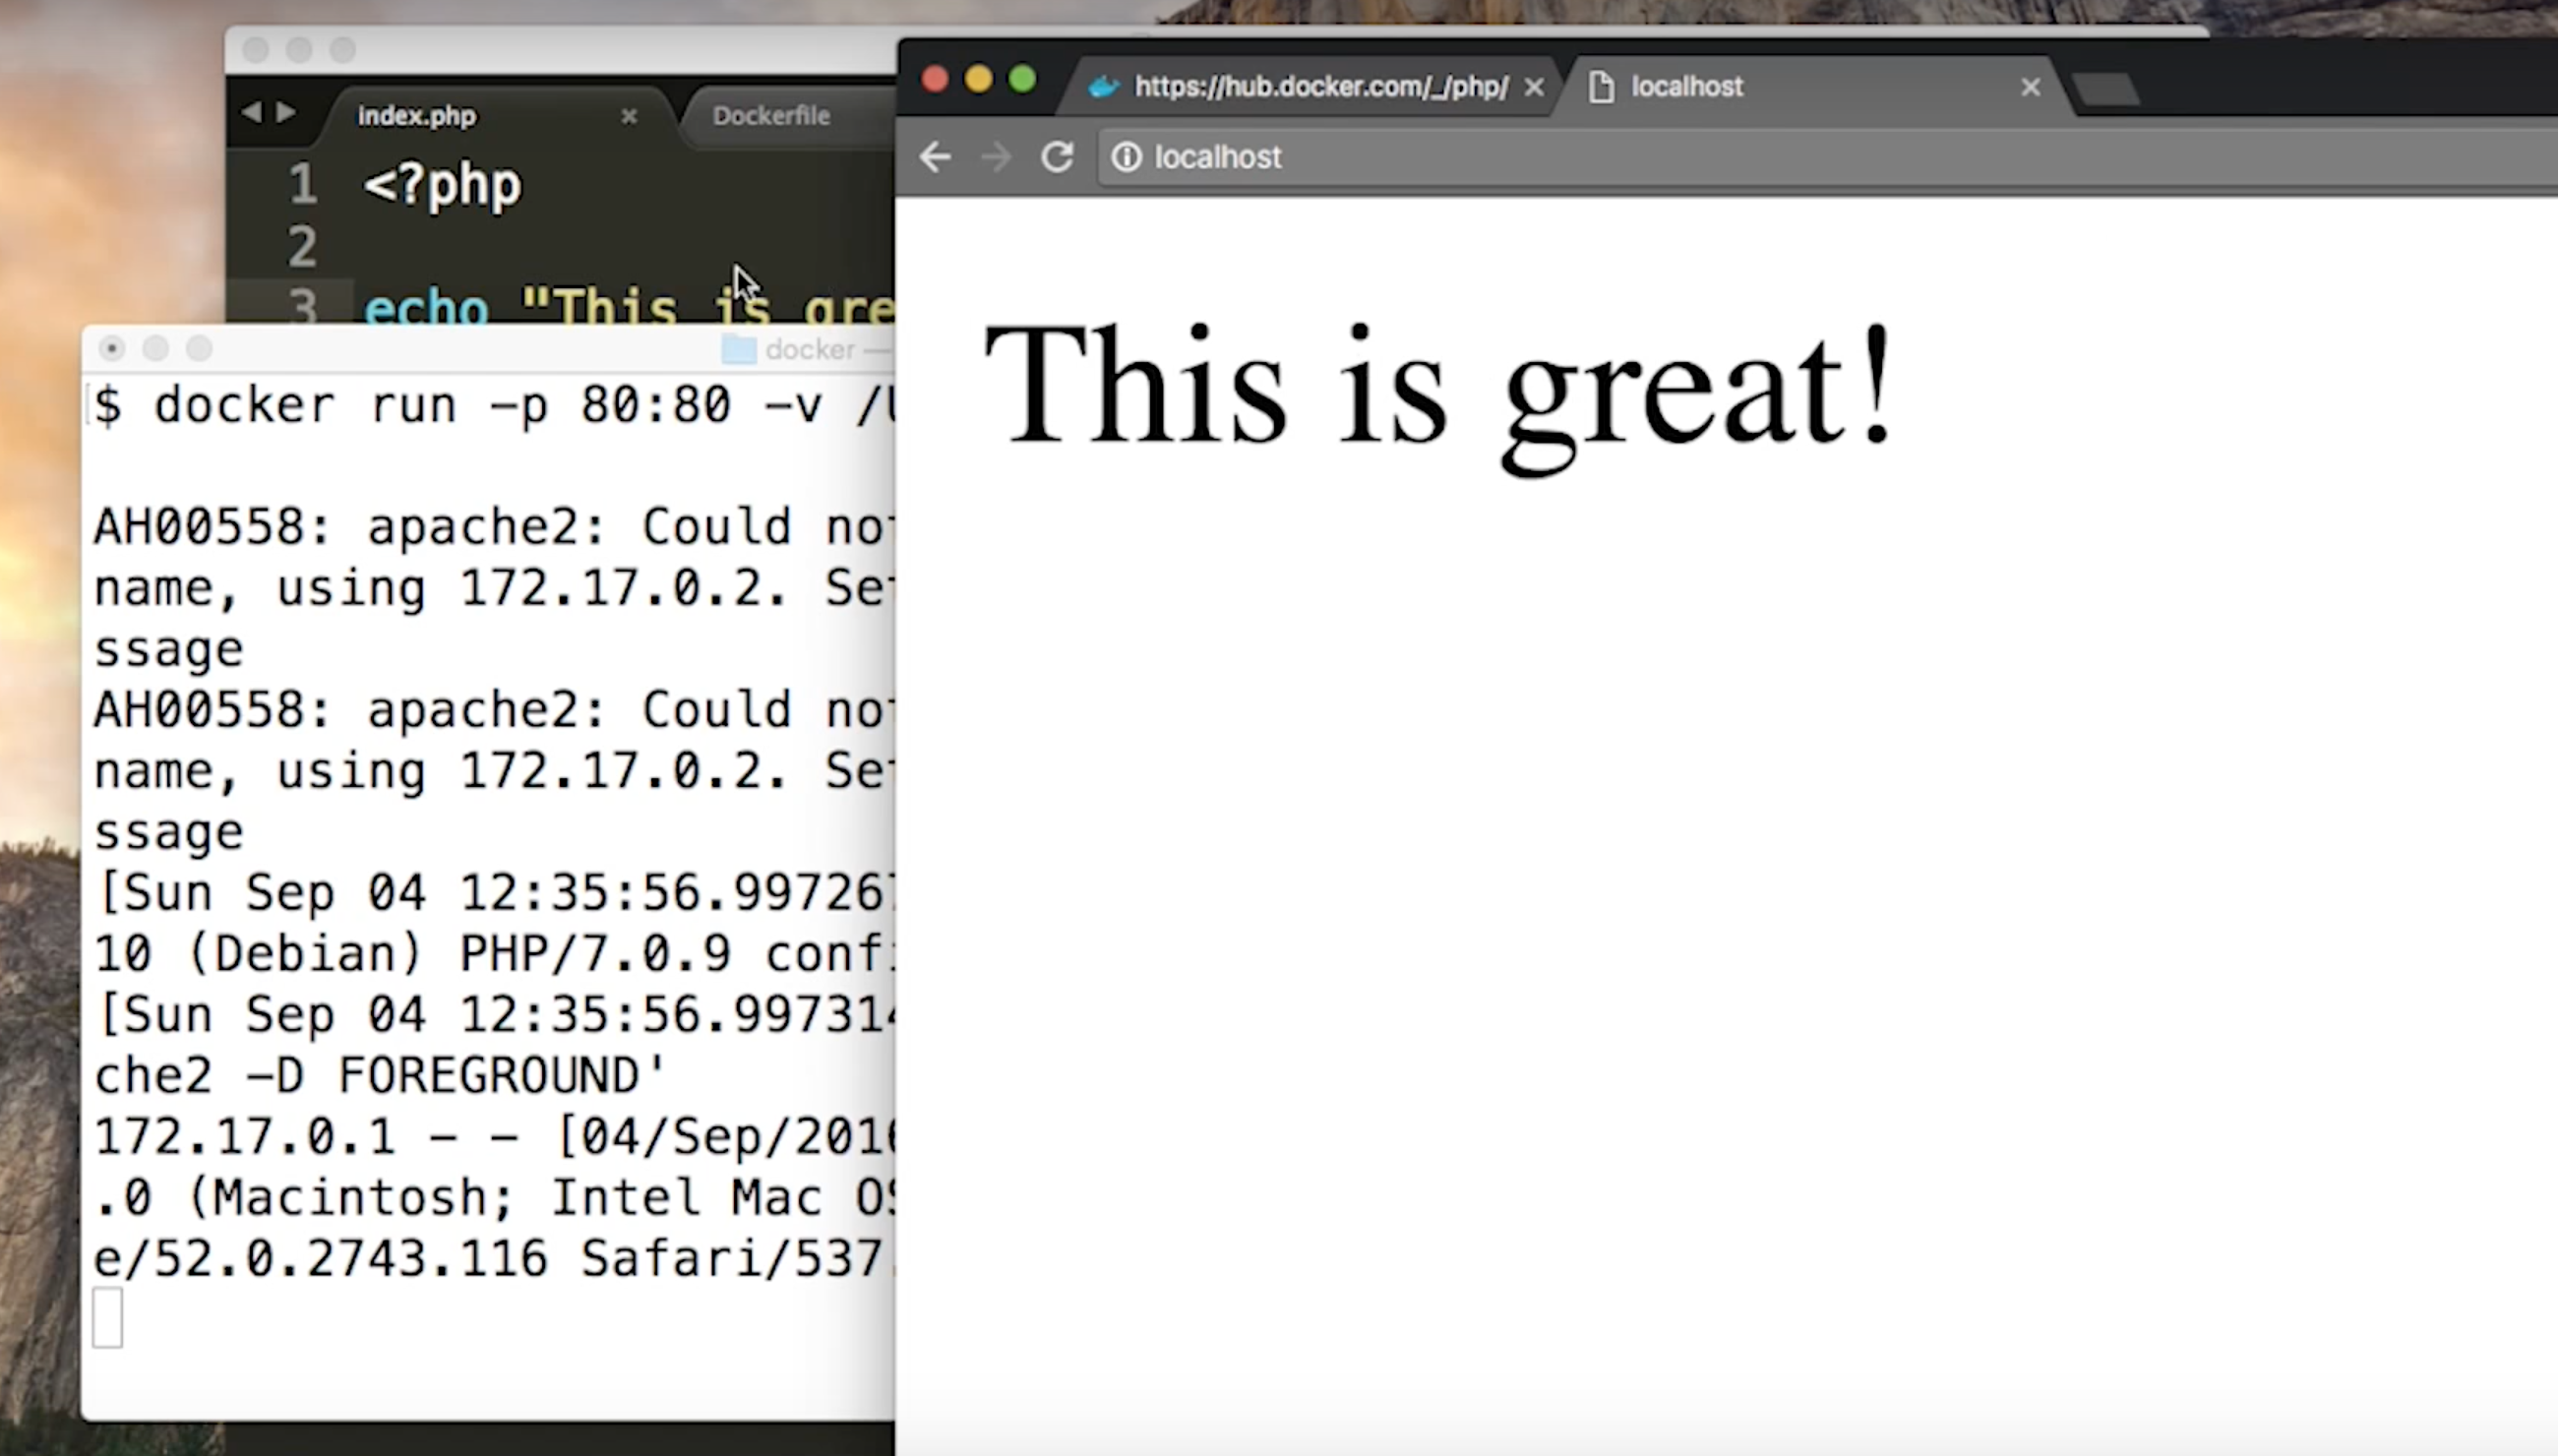 index.php
Dockerfile
1 <?php
2
3 echo "This is gre
docker —
$ docker run -p 80:80 -v /
AH00558: apache2: Could no
name, using 172.17.0.2. Se
ssage
AH00558: apache2: Could no
name, using 172.17.0.2. Se
ssage
[Sun Sep 04 12:35:56.997267
10 (Debian) PHP/7.0.9 conf
[Sun Sep 04 12:35:56.997314
che2 -D FOREGROUND'
172.17.0.1 - - [04/Sep/2016
.0 (Macintosh; Intel Mac OS
e/52.0.2743.116 Safari/537.
https://hub.docker.com/_/php/
localhost
localhost
This is great!